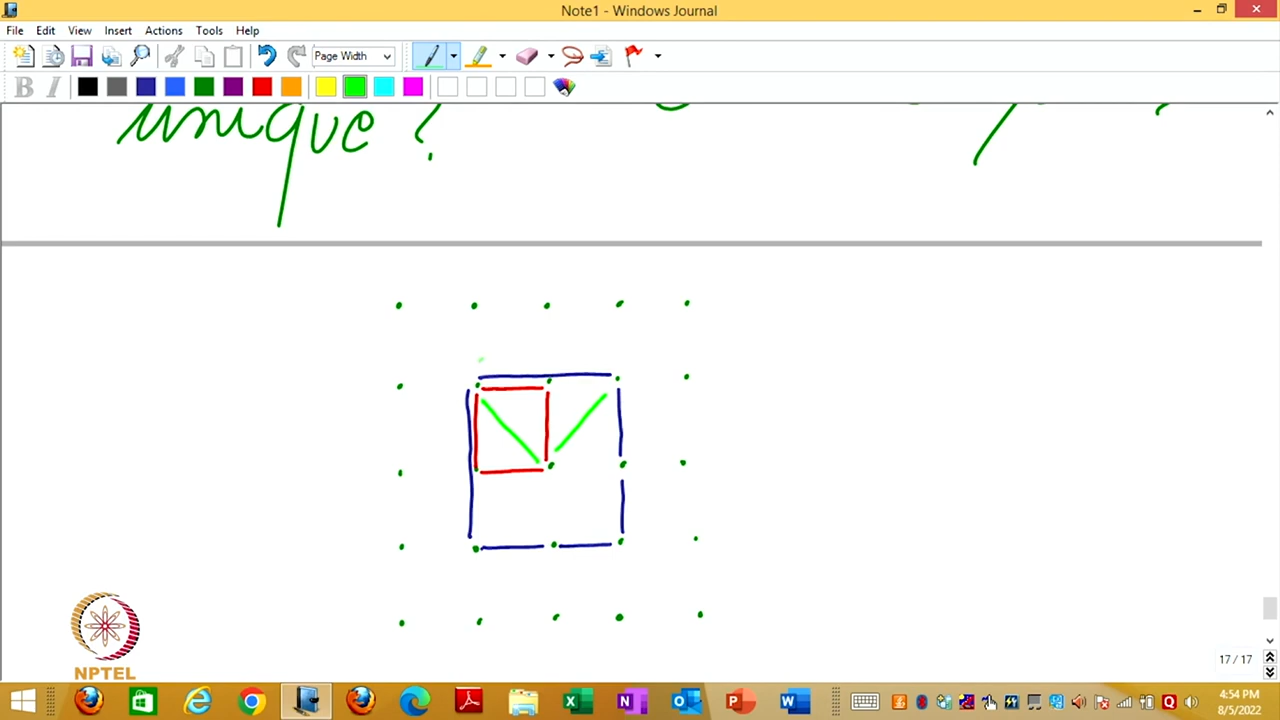 Note1 - Windows Journal
File Edit View Insert Actions Tools Help
Page Width
B I
unique?
17 / 17
NPTEL
4:54 PM
8/5/2022